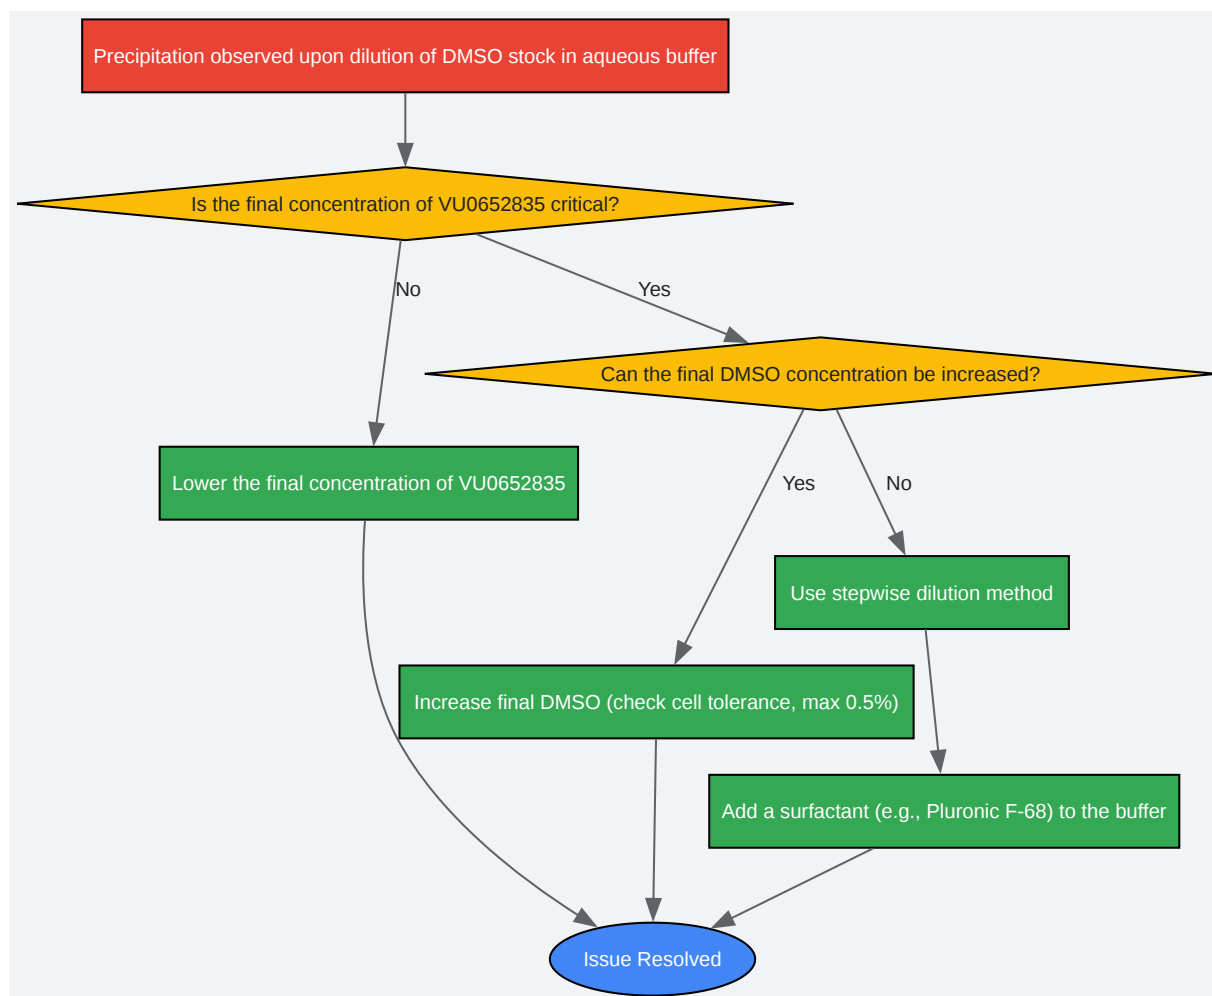 Precipitation observed upon dilution of DMSO stock in aqueous buffer
Is the final concentration of VU0652835 critical?
No
Yes
Can the final DMSO concentration be increased?
Lower the final concentration of VU0652835
Yes
No
Use stepwise dilution method
Increase final DMSO (check cell tolerance, max 0.5%)
Add a surfactant (e.g., Pluronic F-68) to the buffer
Issue Resolved